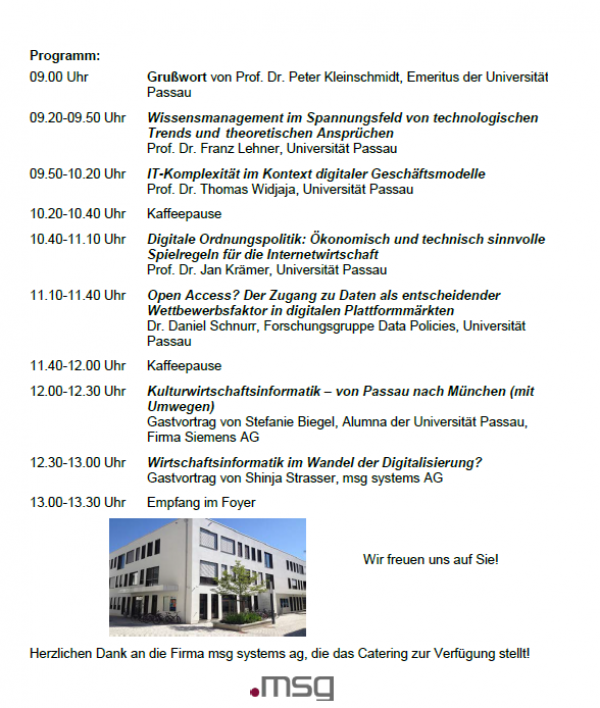 Programm:
09.00 Uhr Grußwort von Prof. Dr. Peter Kleinschmidt, Emeritus der Universität
Passau
09.20-09.50 Uhr Wissensmanagement im Spannungsfeld von technologischen
Trends und theoretischen Ansprüchen
Prof. Dr. Franz Lehner, Universität Passau
09.50-10.20 Uhr IT-Komplexität im Kontext digitaler Geschäftsmodelle
Prof. Dr. Thomas Widjaja, Universität Passau
10.20-10.40 Uhr Kaffeepause
10.40-11.10 Uhr Digitale Ordnungspolitik: Ökonomisch und technisch sinnvolle
Spielregeln für die Internetwirtschaft
Prof. Dr. Jan Krämer, Universität Passau
11.10-11.40 Uhr Open Access? Der Zugang zu Daten als entscheidender
Wettbewerbsfaktor in digitalen Plattformmärkten
Dr. Daniel Schnurr, Forschungsgruppe Data Policies, Universität
Passau
11.40-12.00 Uhr Kaffeepause
12.00-12.30 Uhr Kulturwirtschaftsinformatik – von Passau nach München (mit
Umwegen)
Gastvortrag von Stefanie Biegel, Alumna der Universität Passau,
Firma Siemens AG
12.30-13.00 Uhr Wirtschaftsinformatik im Wandel der Digitalisierung?
Gastvortrag von Shinja Strasser, msg systems AG
13.00-13.30 Uhr Empfang im Foyer
Wir freuen uns auf Sie!
Herzlichen Dank an die Firma msg systems ag, die das Catering zur Verfügung stellt!
.msg